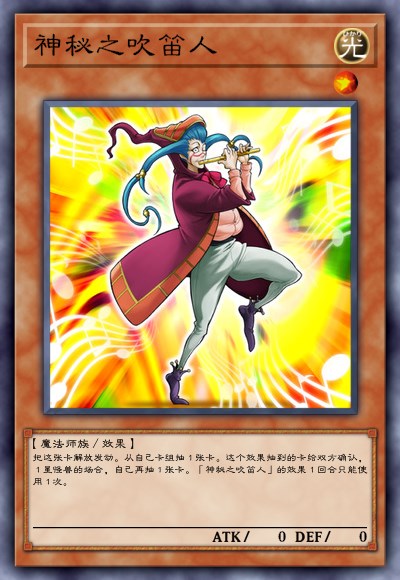 神秘之吹笛人
ひかり
光
【魔法师族／效果】
把这张卡解放发动。从自己卡组抽1张卡。这个效果抽到的卡给双方确认，
1星怪兽的场合，自己再抽1张卡。「神秘之吹笛人」的效果1回合只能使
用1次。
ATK/ 0 DEF/ 0